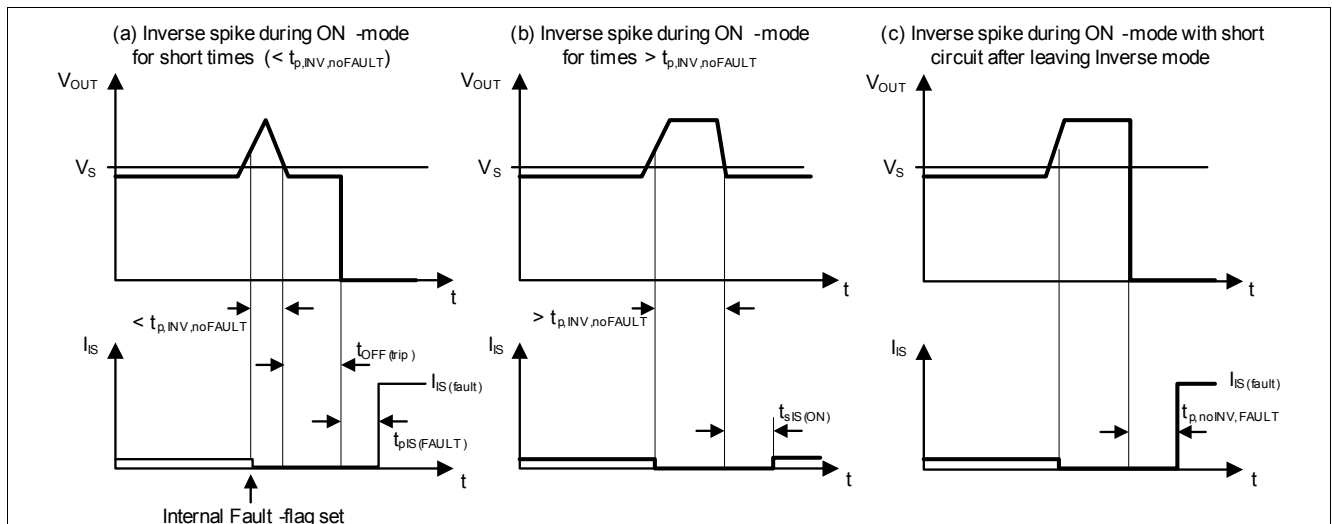 (a) Inverse spike during ON -mode
for short times (< tp,INV,noFAULT)
VOUT
VS
t
< tp,INV,noFAULT
IIS
tOFF(trip)
IIS(fault)
tpIS(FAULT)
t
Internal Fault -flag set
(b) Inverse spike during ON -mode
for times > tp,INV,noFAULT
VOUT
VS
t
> tp,INV,noFAULT
IIS
tsIS(ON)
t
(c) Inverse spike during ON -mode with short
circuit after leaving Inverse mode
VOUT
VS
t
IIS
IIS(fault)
tp,noINV,FAULT
t